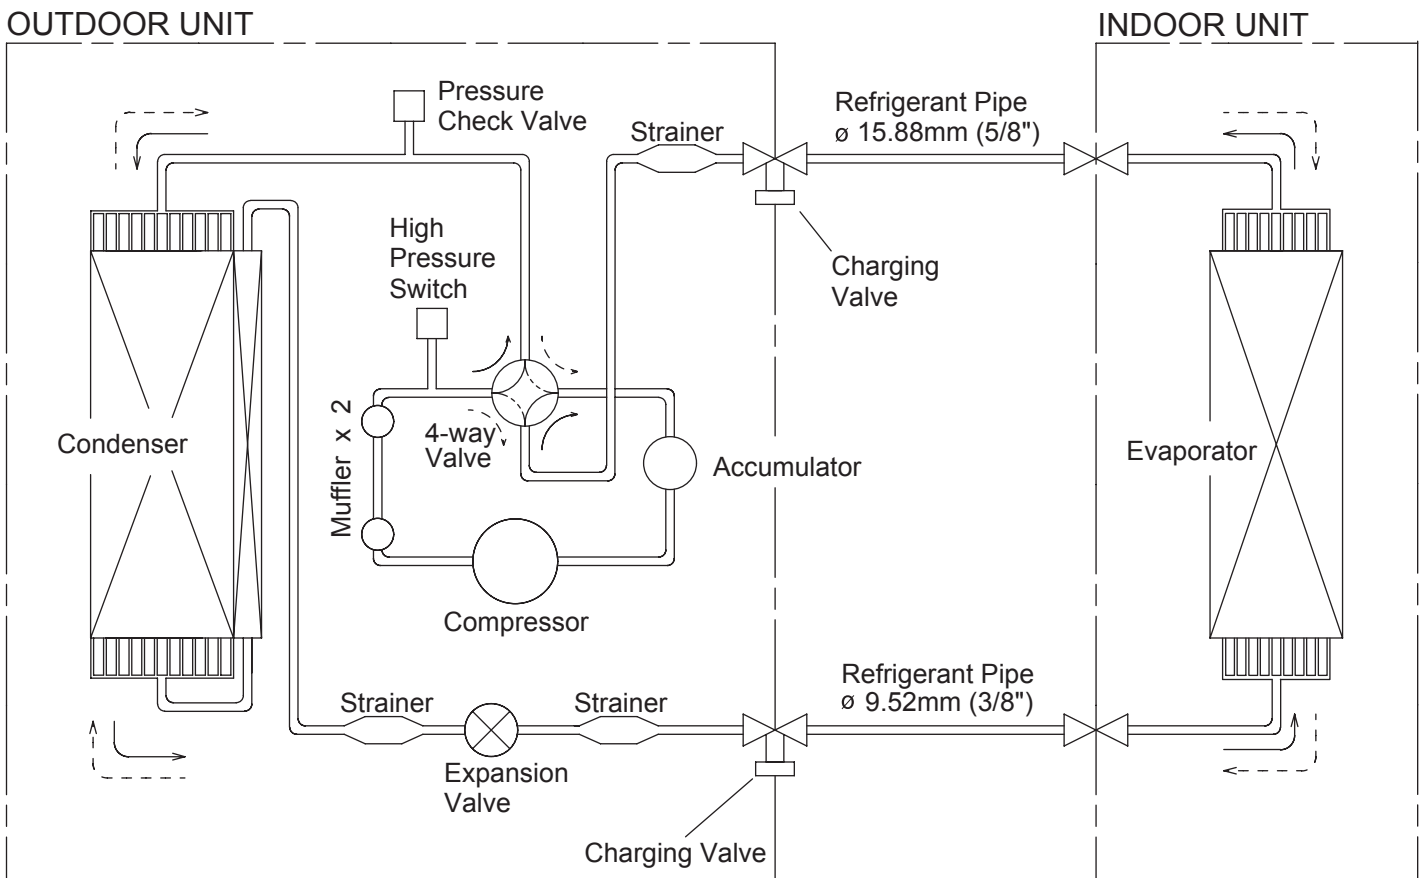 OUTDOOR UNIT
INDOOR UNIT
Pressure
Check Valve
Strainer
Refrigerant Pipe
ø 15.88mm (5/8")
High
Pressure
Switch
Charging
Valve
Muffler x 2
4-way
Valve
Condenser
Accumulator
Evaporator
Compressor
Strainer
Strainer
Refrigerant Pipe
ø 9.52mm (3/8")
Expansion
Valve
Charging Valve